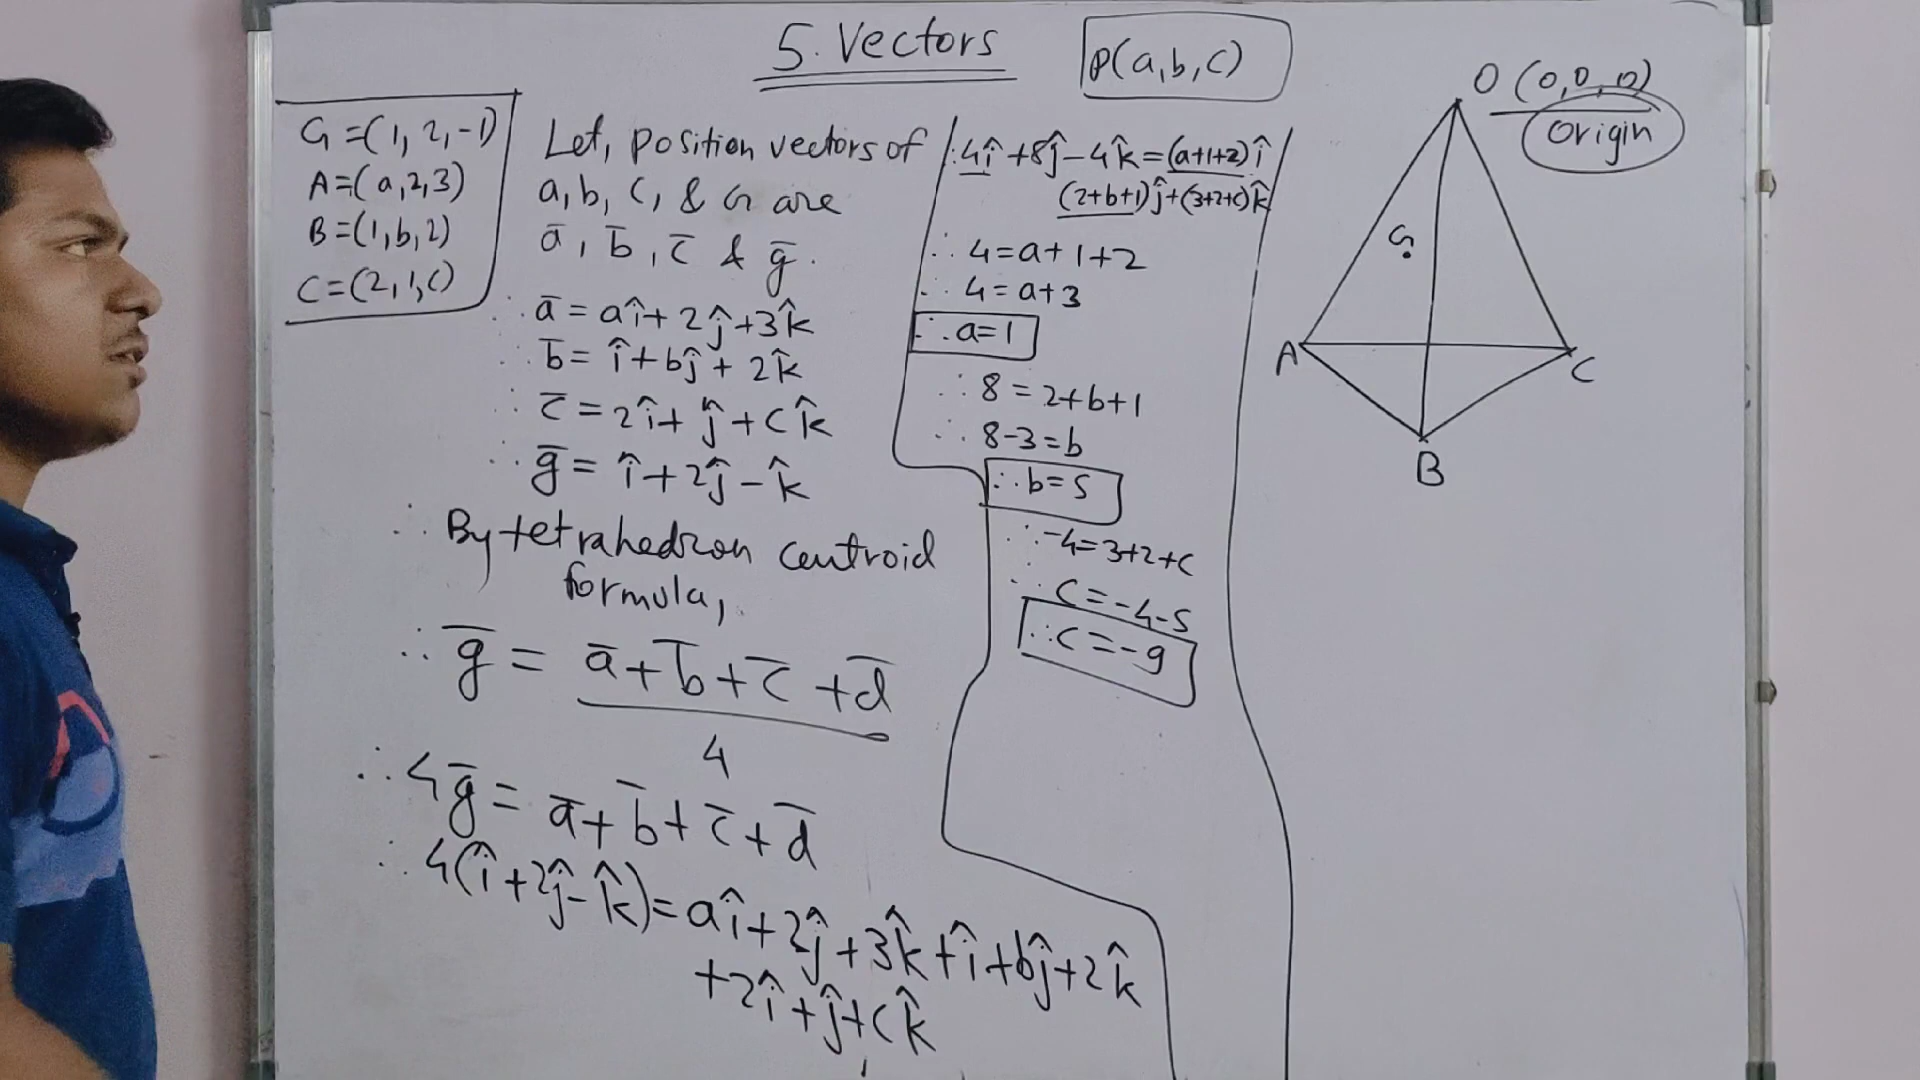 5. Vectors
P(a,b,c)
G=(1, 2, -1)
A=(a,2,3)
B=(1,b,2)
C=(2,1,c)
Let, position vectors of
a, b, c, & G are
a̅, b̅, c̅ & g̅.
∴ a̅ = aî + 2ĵ + 3k̂
∴ b̅ = î + bĵ + 2k̂
∴ c̅ = 2î + ĵ + ck̂
∴ g̅ = î + 2ĵ - k̂
∴ By tetrahedron centroid
formula,
∴ g̅ = a̅ + b̅ + c̅ + d̅
4
∴ 4g̅ = a̅ + b̅ + c̅ + d̅
∴ 4(î + 2ĵ - k̂) = aî + 2ĵ + 3k̂ + î + bĵ + 2k̂
+ 2î + ĵ + ck̂
∴ 4î + 8ĵ - 4k̂ = (a+1+2)î
(2+b+1)ĵ + (3+2+c)k̂
∴ 4 = a+1+2
∴ 4 = a+3
∴ a=1
∴ 8 = 2+b+1
∴ 8-3=b
∴ b=5
∴ -4=3+2+c
∴ c = -4-5
∴ c = -9
O (0,0,0)
Origin
G
A
B
C